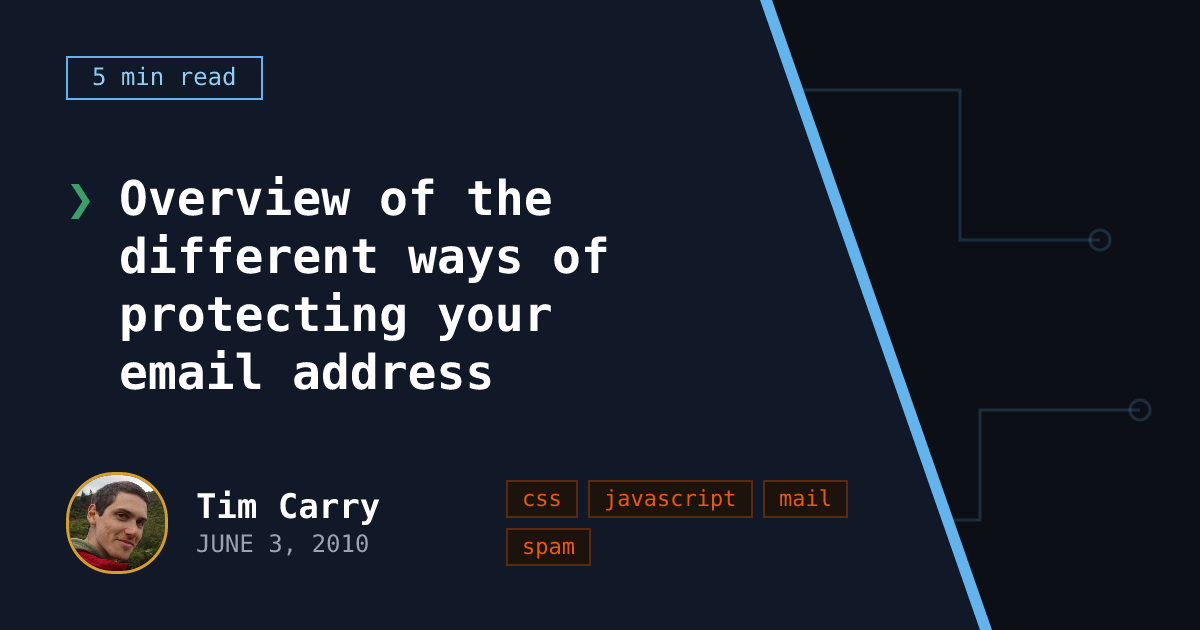 5 min read
❯ Overview of the
different ways of
protecting your
email address
Tim Carry
JUNE 3, 2010
css javascript mail
spam